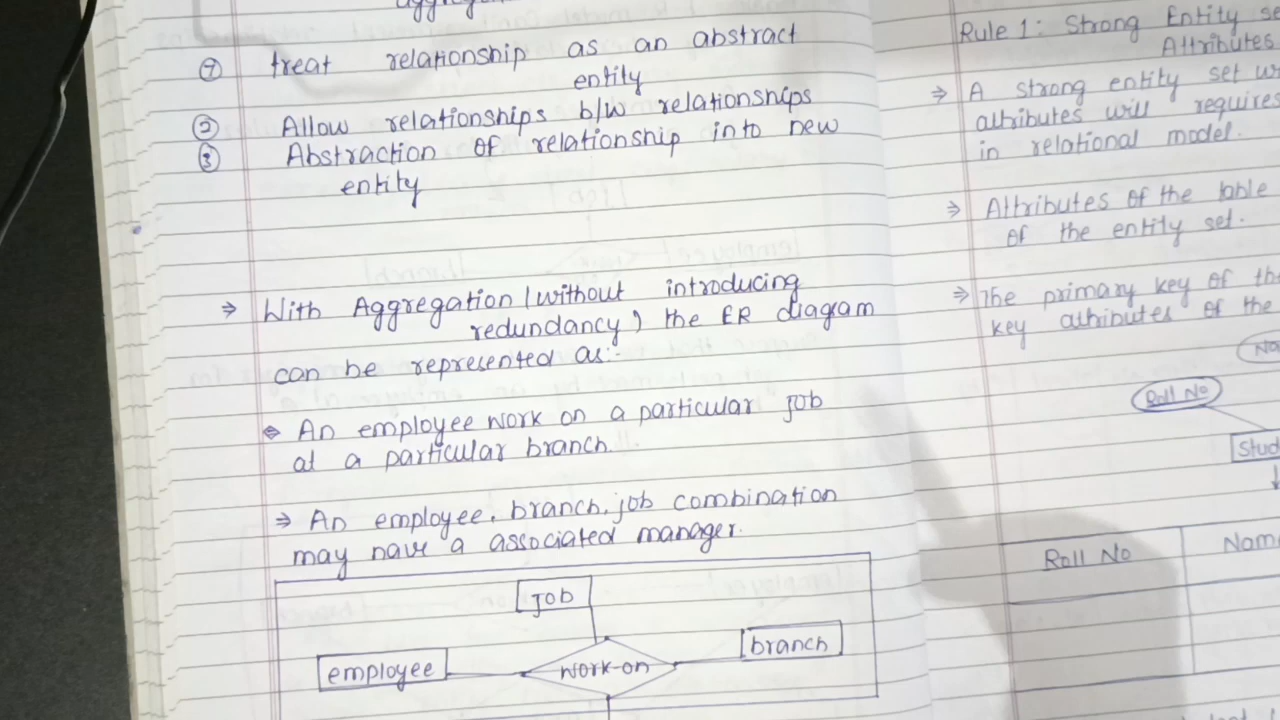 ① treat relationship as an abstract
entity
② Allow relationships b/w relationships
③ Abstraction of relationship into new
entity
⇒ With Aggregation (without introducing
redundancy) the ER diagram
can be represented as:-
⇒ An employee work on a particular job
at a particular branch.
⇒ An employee, branch, job combination
may have a associated manager.
job
employee
work-on
branch
Rule 1: Strong Entity
Attributes
⇒ A strong entity set
attributes will requires
in relational model.
⇒ Attributes of the table
of the entity set.
⇒ The primary key of
key attributes of the
Roll No
Roll No